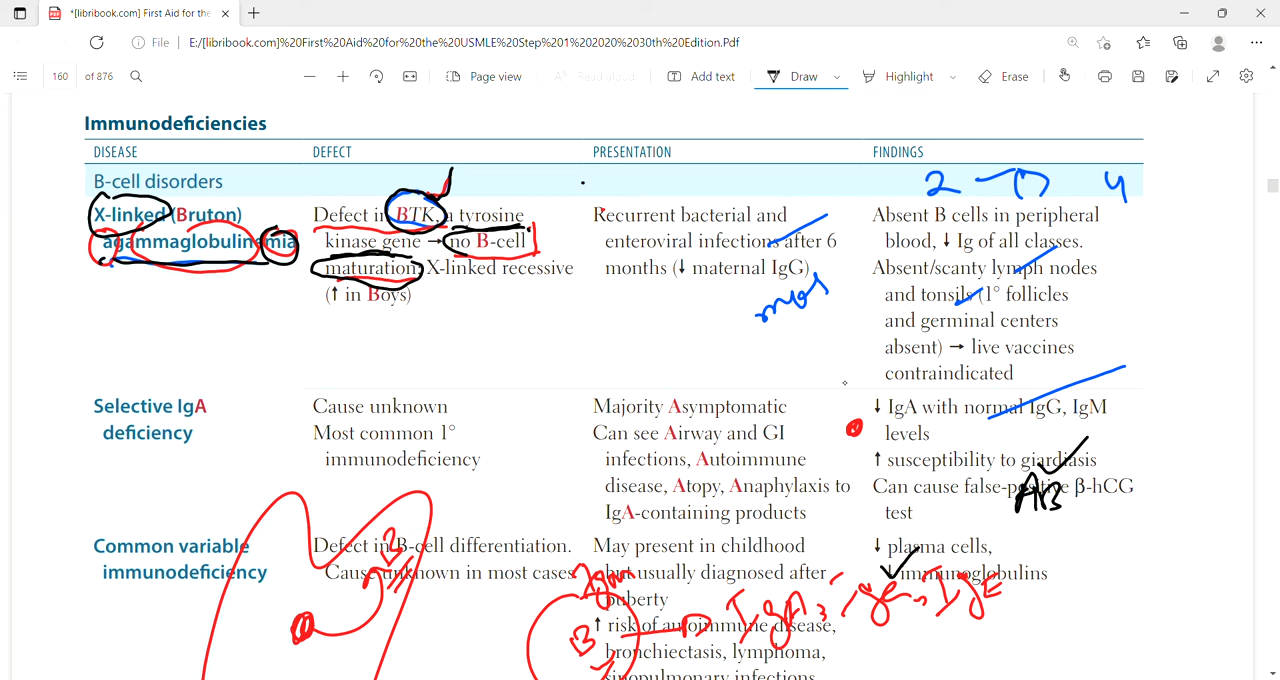 *[libribook.com] First Aid for the
File E:/[libribook.com]%20First%20Aid%20for%20the%20USMLE%20Step%201%202020%2030th%20Edition.Pdf
160 of 876 Page view Read aloud Add text Draw Highlight Erase
Immunodeficiencies
DISEASE DEFECT PRESENTATION FINDINGS
B-cell disorders
2 4
X-linked (Bruton)
agammaglobulinemia
Defect in BTK, a tyrosine
kinase gene → no B-cell
maturation; X-linked recessive
(↑ in Boys)
Recurrent bacterial and
enteroviral infections after 6
months (↓ maternal IgG)
Absent B cells in peripheral
blood, ↓ Ig of all classes.
Absent/scanty lymph nodes
and tonsils (1° follicles
and germinal centers
absent) → live vaccines
contraindicated
Selective IgA
deficiency
Cause unknown
Most common 1°
immunodeficiency
Majority Asymptomatic
Can see Airway and GI
infections, Autoimmune
disease, Atopy, Anaphylaxis to
IgA-containing products
↓ IgA with normal IgG, IgM
levels
↑ susceptibility to giardiasis
Can cause false-positive β-hCG
test
AB
Common variable
immunodeficiency
Defect in B-cell differentiation.
Cause unknown in most cases
B
May present in childhood
but usually diagnosed after
puberty
↑ risk of autoimmune disease,
bronchiectasis, lymphoma,
sinopulmonary infections
B
↓ plasma cells,
immunoglobulins
IgA, IgE